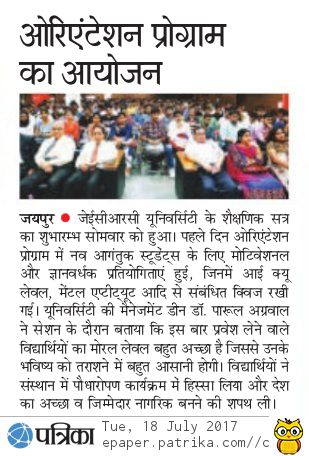 ओरिएंटेशन प्रोग्राम
का आयोजन
जयपुर ● जेईसीआरसी यूनिवर्सिटी के शैक्षणिक सत्र
का शुभारम्भ सोमवार को हुआ। पहले दिन ओरिएंटेशन
प्रोग्राम में नव आगंतुक स्टूडेंट्स के लिए मोटिवेशनल
और ज्ञानवर्धक प्रतियोगिताएं हुई, जिनमें आई क्यू
लेवल, मेंटल एप्टीट्यूट आदि से संबंधित क्विज रखी
गई। यूनिवर्सिटी की मैनेजमेंट डीन डॉ. पारूल अग्रवाल
ने सेशन के दौरान बताया कि इस बार प्रवेश लेने वाले
विद्यार्थियों का मोरल लेवल बहुत अच्छा है जिससे उनके
भविष्य को तराशने में बहुत आसानी होगी। विद्यार्थियों ने
संस्थान में पौधारोपण कार्यक्रम मे हिस्सा लिया और देश
का अच्छा व जिम्मेदार नागरिक बनने की शपथ ली।
पत्रिका Tue, 18 July 2017
epaper.patrika.com//c